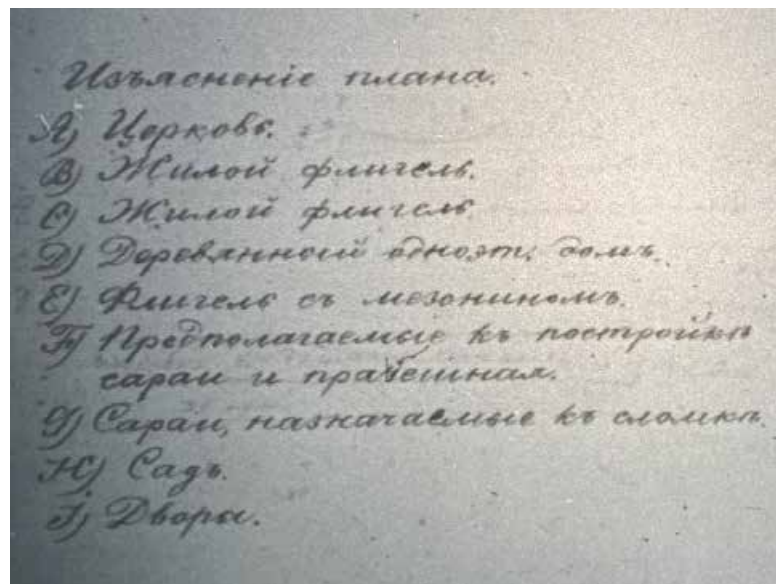 Изъясненіе плана.
A) Церковь.
B) Жилой флигель.
C) Жилой флигель
D) Деревянный одноэт. домъ.
E) Флигель съ мезониномъ.
F) Предполагаемые къ постройкѣ
сараи и прачешная.
G) Сараи, назначаемые къ сломкѣ.
H) Садъ.
J) Дворы.